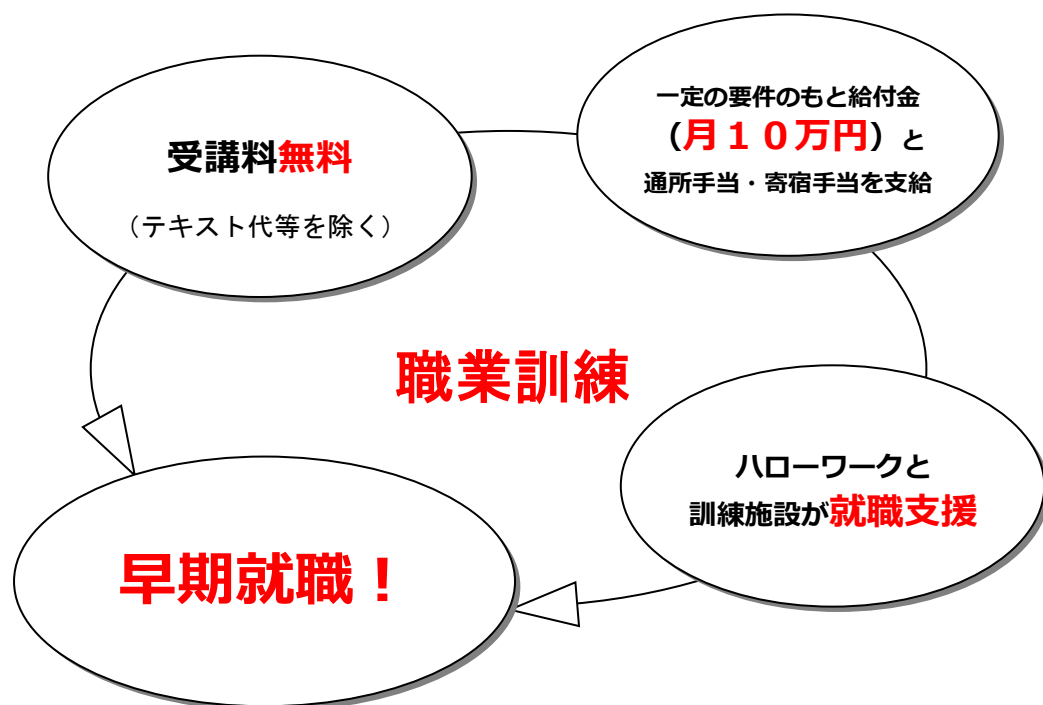 受講料無料
（テキスト代等を除く）
一定の要件のもと給付金
（月１０万円）と
通所手当・寄宿手当を支給
職業訓練
ハローワークと
訓練施設が就職支援
早期就職！